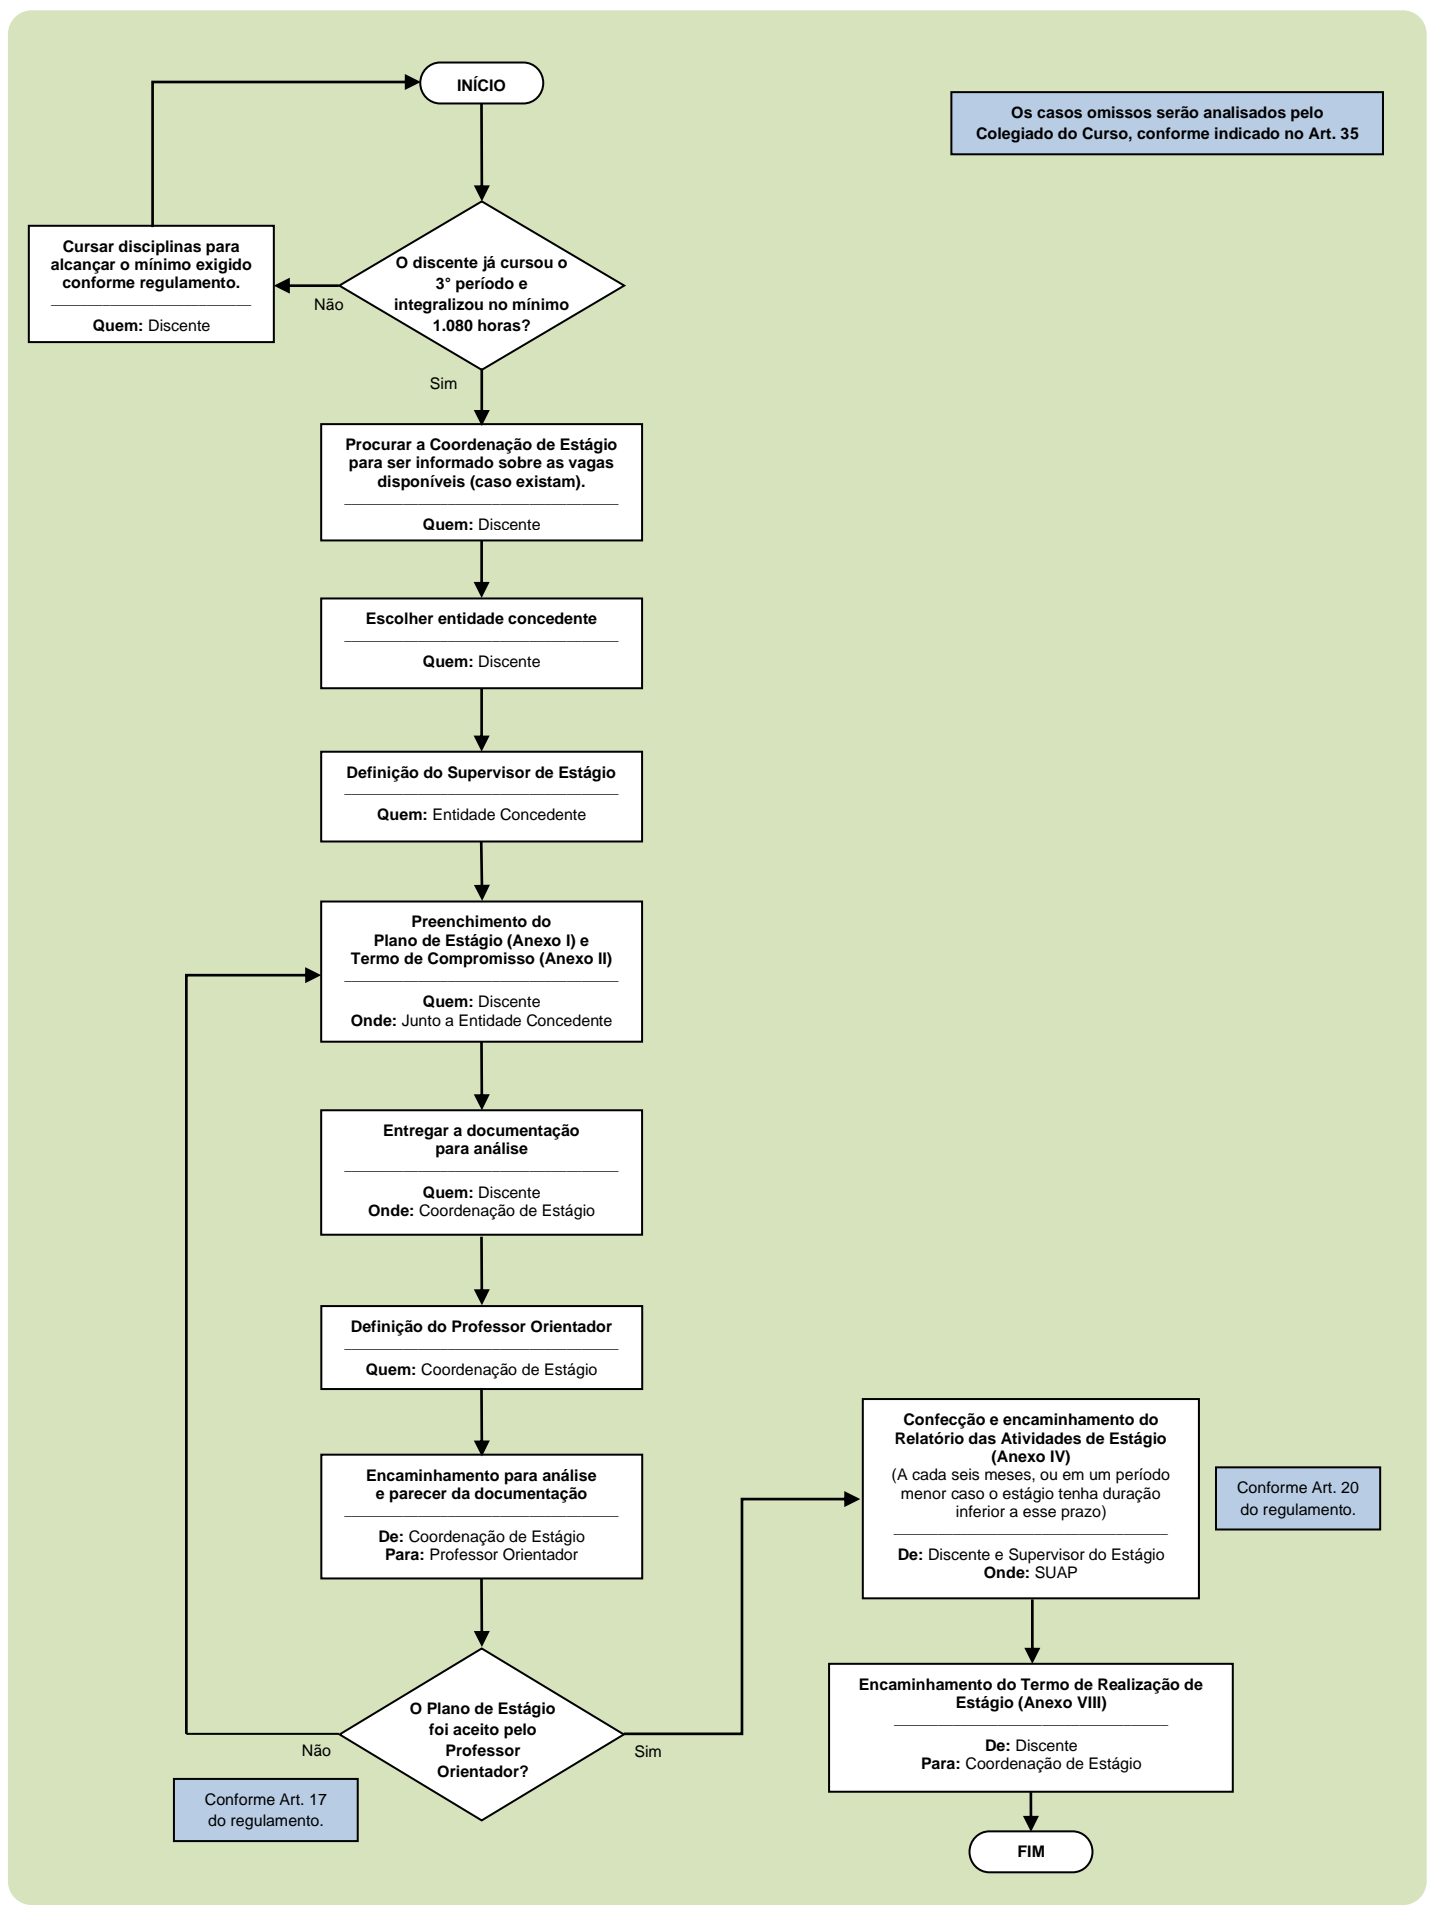 INÍCIO
Os casos omissos serão analisados pelo
Colegiado do Curso, conforme indicado no Art. 35
Cursar disciplinas para
alcançar o mínimo exigido
conforme regulamento.
Quem: Discente
O discente já cursou o
3° período e
integralizou no mínimo
1.080 horas?
Não
Sim
Procurar a Coordenação de Estágio
para ser informado sobre as vagas
disponíveis (caso existam).
Quem: Discente
Escolher entidade concedente
Quem: Discente
Definição do Supervisor de Estágio
Quem: Entidade Concedente
Preenchimento do
Plano de Estágio (Anexo I) e
Termo de Compromisso (Anexo II)
Quem: Discente
Onde: Junto a Entidade Concedente
Entregar a documentação
para análise
Quem: Discente
Onde: Coordenação de Estágio
Definição do Professor Orientador
Quem: Coordenação de Estágio
Encaminhamento para análise
e parecer da documentação
De: Coordenação de Estágio
Para: Professor Orientador
O Plano de Estágio
foi aceito pelo
Professor
Orientador?
Não
Sim
Conforme Art. 17
do regulamento.
Confecção e encaminhamento do
Relatório das Atividades de Estágio
(Anexo IV)
(A cada seis meses, ou em um período
menor caso o estágio tenha duração
inferior a esse prazo)
De: Discente e Supervisor do Estágio
Onde: SUAP
Conforme Art. 20
do regulamento.
Encaminhamento do Termo de Realização de
Estágio (Anexo VIII)
De: Discente
Para: Coordenação de Estágio
FIM